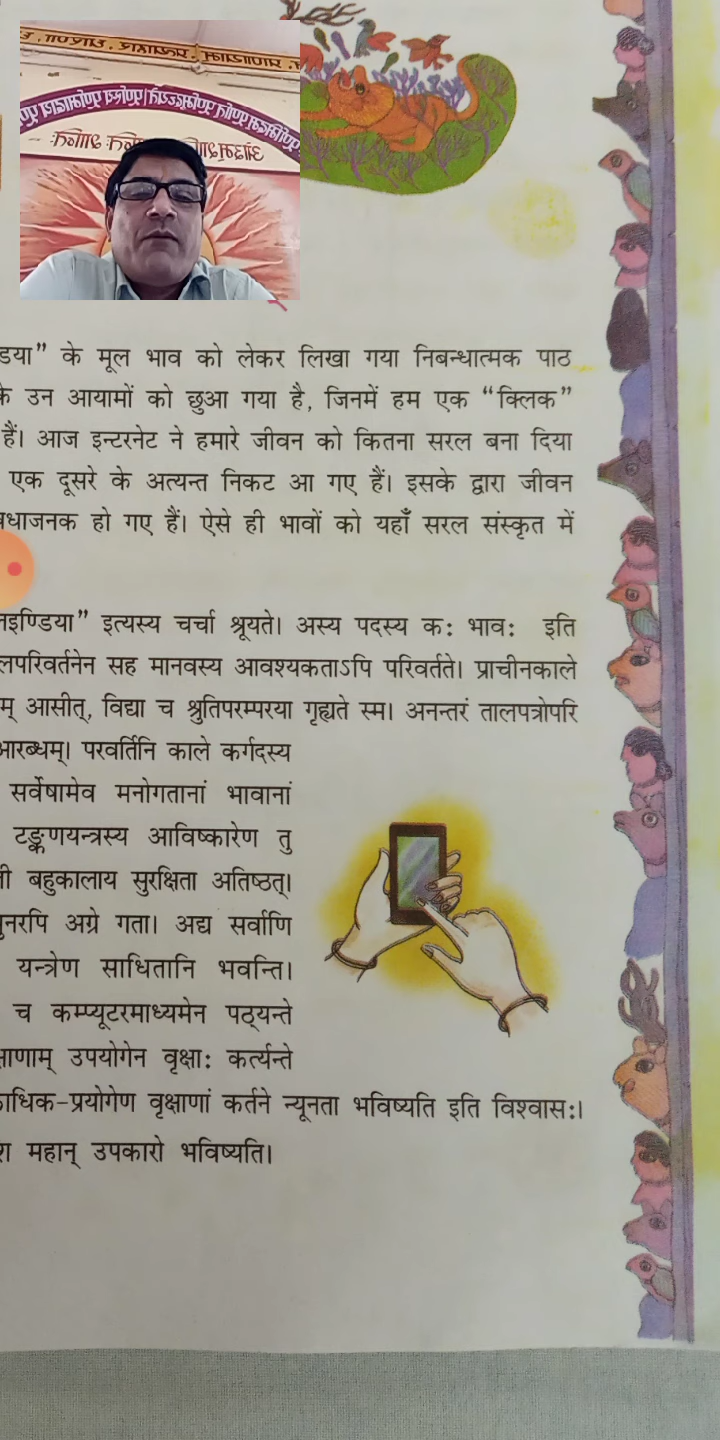 डया” के मूल भाव को लेकर लिखा गया निबन्धात्मक पाठ
के उन आयामों को छुआ गया है, जिनमें हम एक “क्लिक”
हैं। आज इन्टरनेट ने हमारे जीवन को कितना सरल बना दिया
एक दूसरे के अत्यन्त निकट आ गए हैं। इसके द्वारा जीवन
धाजनक हो गए हैं। ऐसे ही भावों को यहाँ सरल संस्कृत में
इण्डिया” इत्यस्य चर्चा श्रूयते। अस्य पदस्य कः भावः इति
लपरिवर्तनेन सह मानवस्य आवश्यकताऽपि परिवर्तते। प्राचीनकाले
म् आसीत्, विद्या च श्रुतिपरम्परया गृह्यते स्म। अनन्तरं तालपत्रोपरि
आरब्धम्। परवर्तिनि काले कर्गदस्य
सर्वेषामेव मनोगतानां भावानां
टङ्कणयन्त्रस्य आविष्कारेण तु
ती बहुकालाय सुरक्षिता अतिष्ठत्।
पुनरपि अग्रे गता। अद्य सर्वाणि
यन्त्रेण साधितानि भवन्ति।
च कम्प्यूटरमाध्यमेन पठ्यन्ते
क्षाणाम् उपयोगेन वृक्षाः कर्त्यन्ते
ाधिक-प्रयोगेण वृक्षाणां कर्तने न्यूनता भविष्यति इति विश्वासः।
श महान् उपकारो भविष्यति।